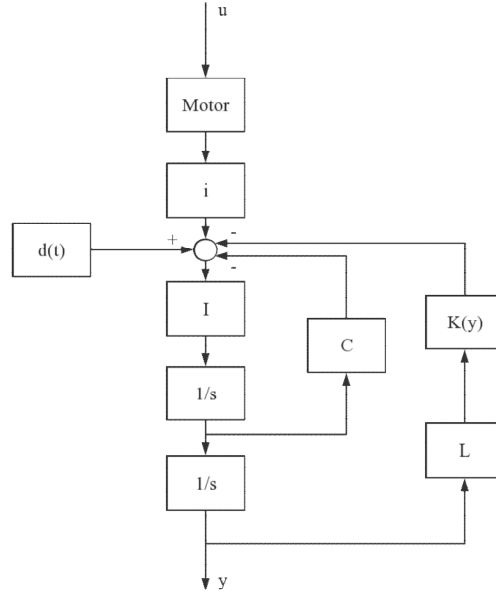 u
Motor
i
-
d(t)
+
-
I
K(y)
C
1/s
L
1/s
y